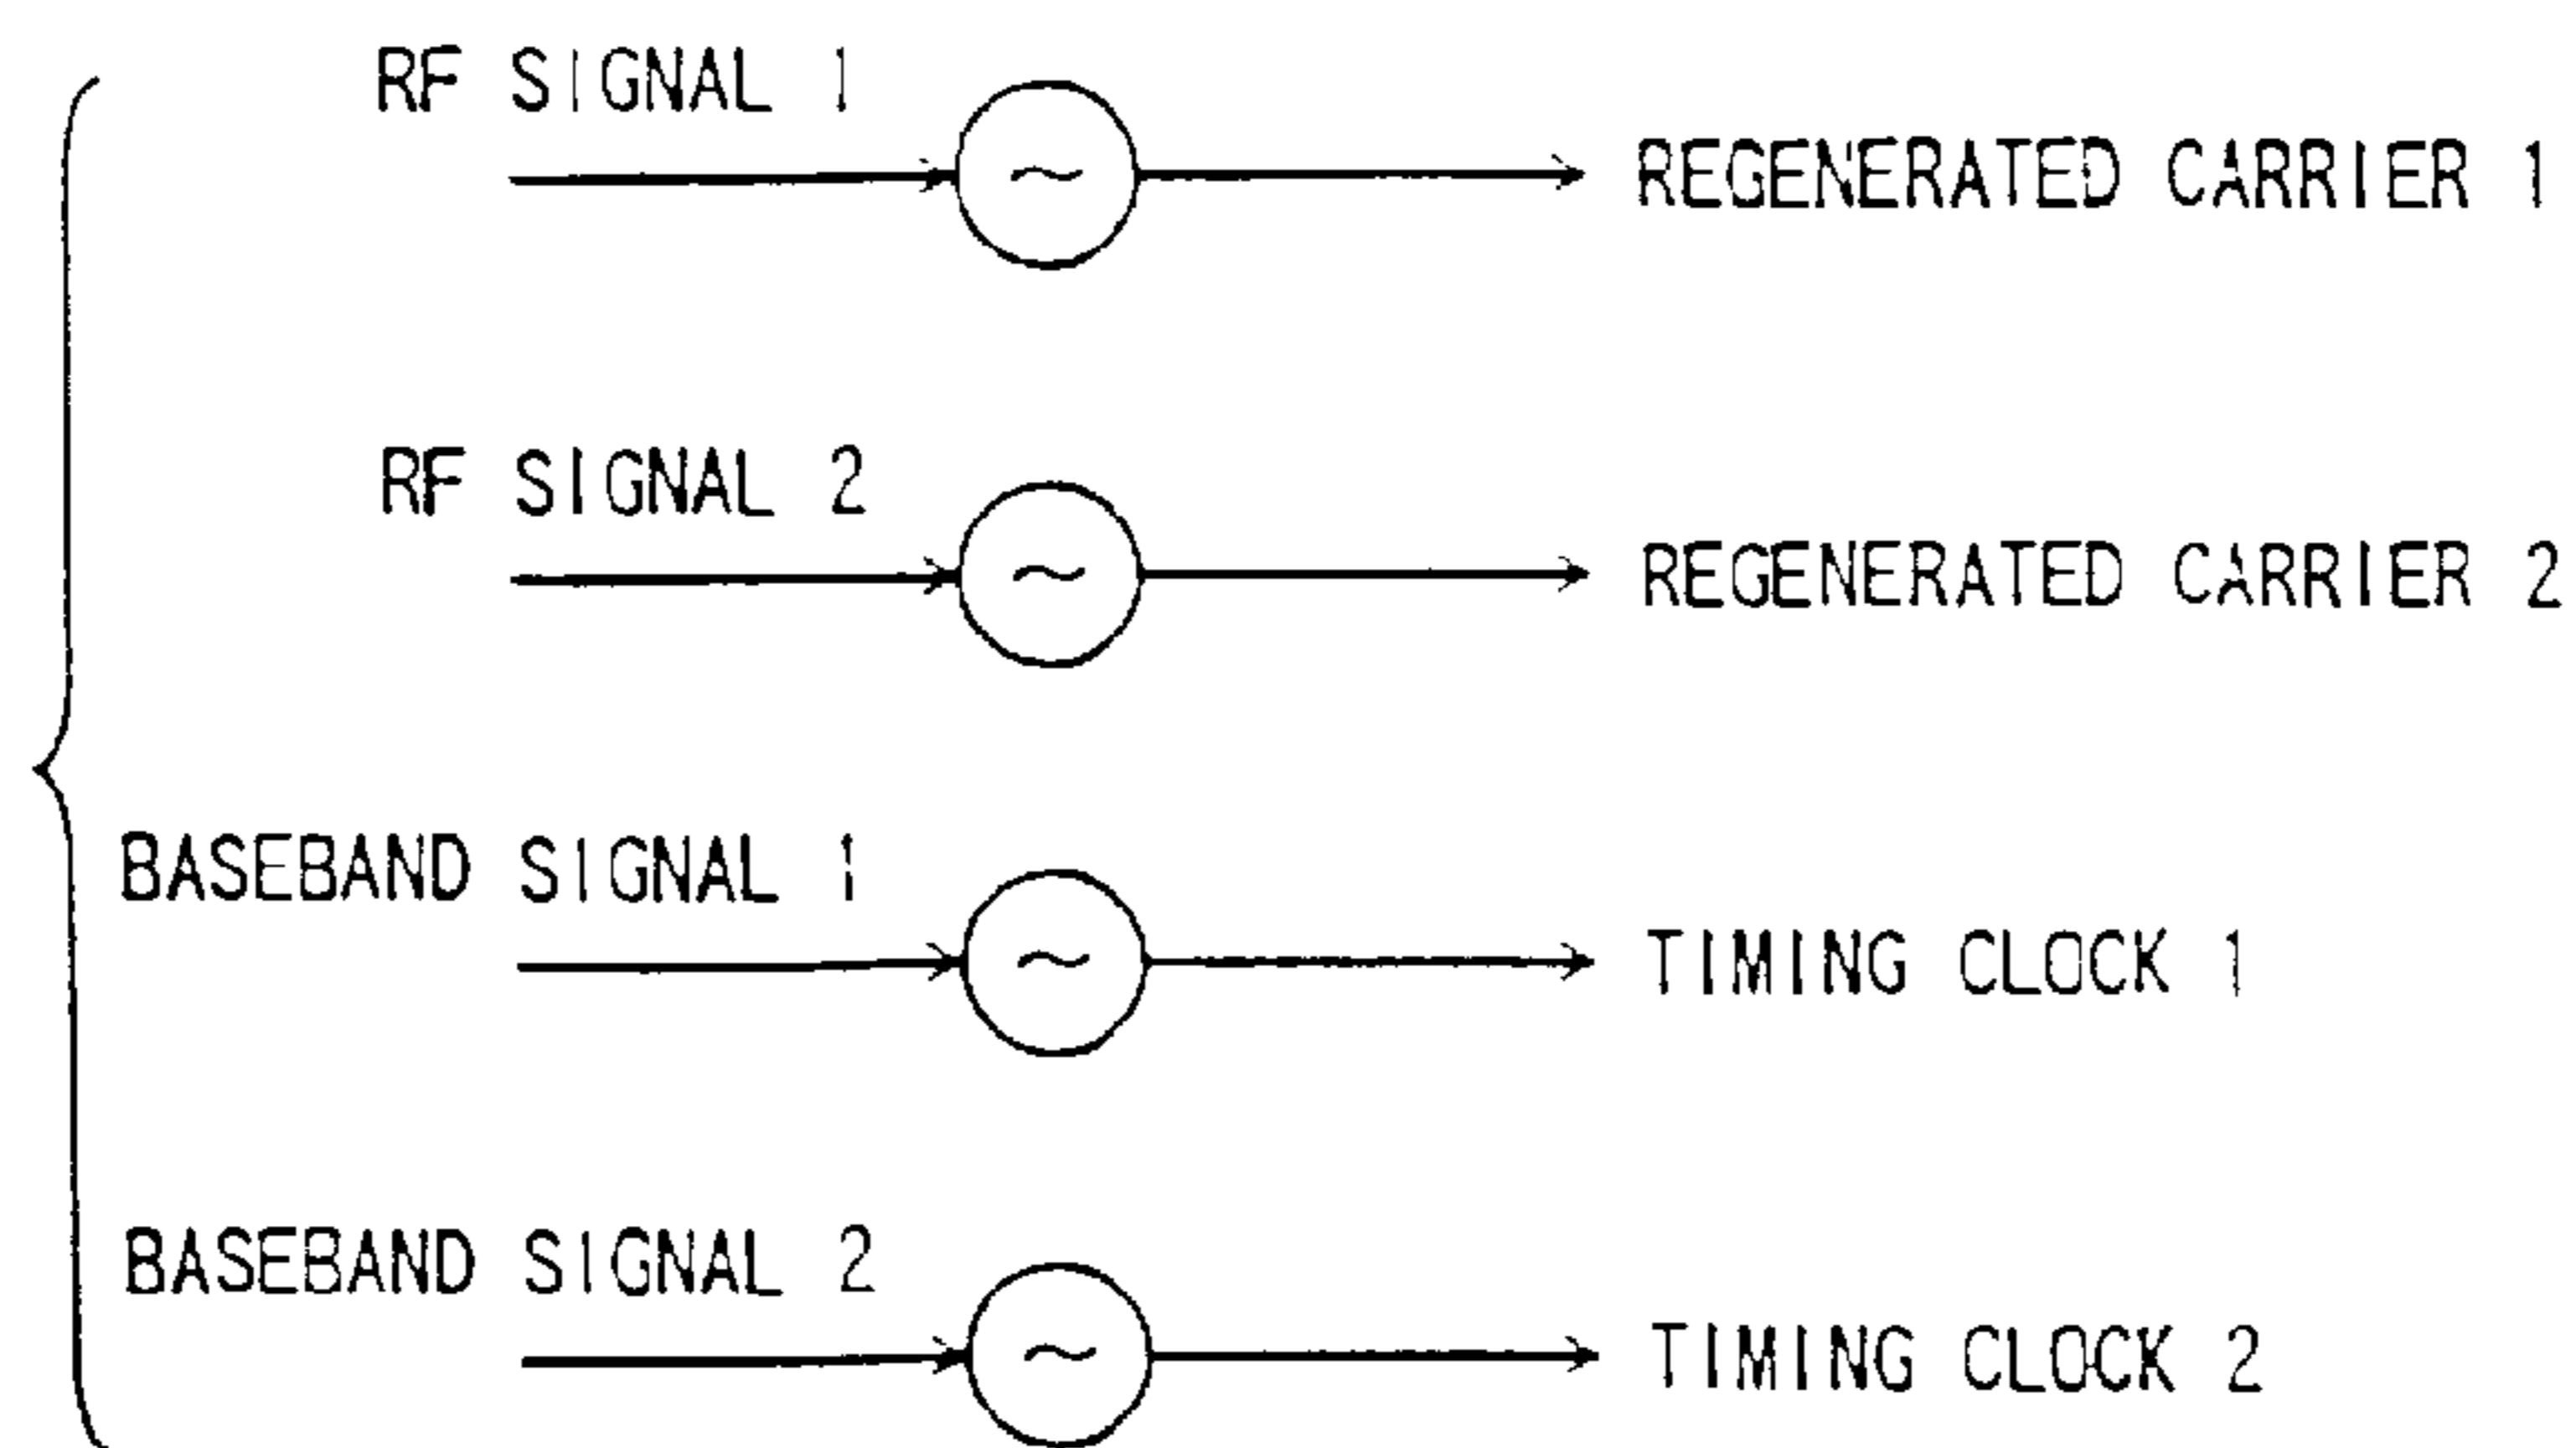 RF SIGNAL 1
REGENERATED CARRIER 1
RF SIGNAL 2
REGENERATED CARRIER 2
BASEBAND SIGNAL 1
TIMING CLOCK 1
BASEBAND SIGNAL 2
TIMING CLOCK 2